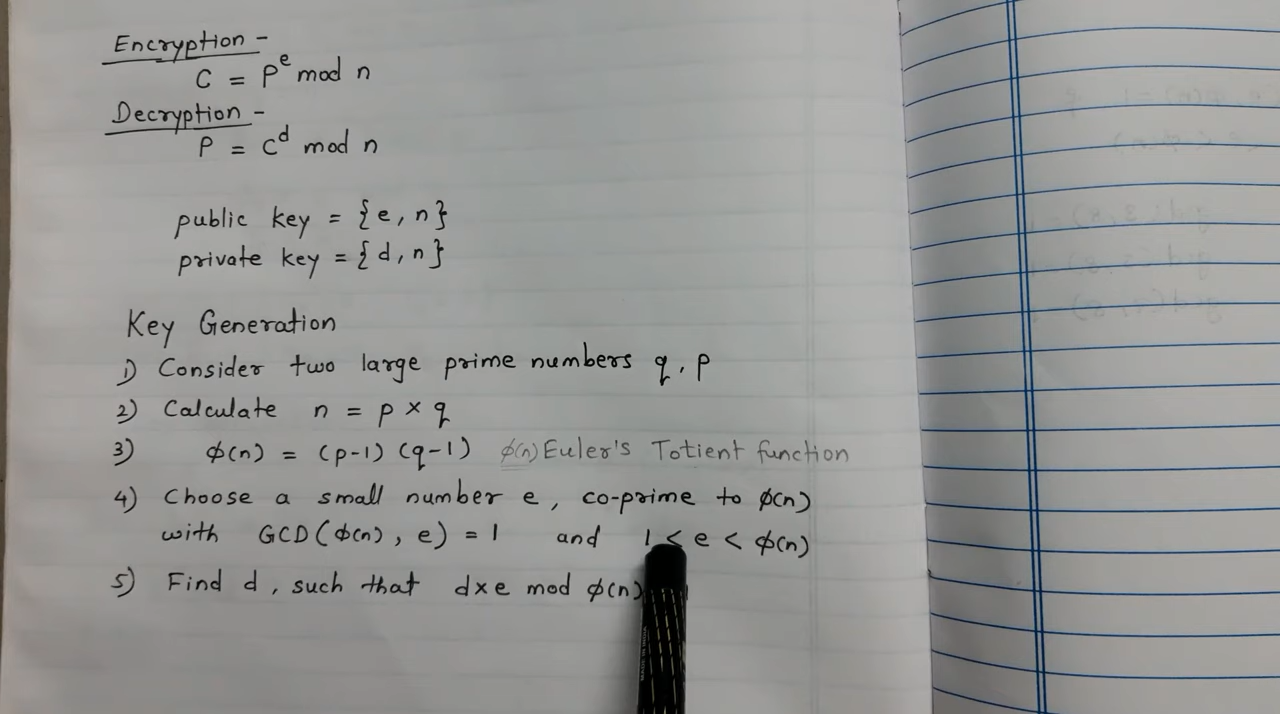 Encryption -
C = P^e mod n
Decryption -
P = C^d mod n
public key = {e, n}
private key = {d, n}
Key Generation
1) Consider two large prime numbers q, p
2) Calculate n = p × q
3) ϕ(n) = (p-1) (q-1) ϕ(n) Euler's Totient function
4) Choose a small number e, co-prime to ϕ(n)
with GCD(ϕ(n), e) = 1 and 1 < e < ϕ(n)
5) Find d, such that d×e mod ϕ(n)